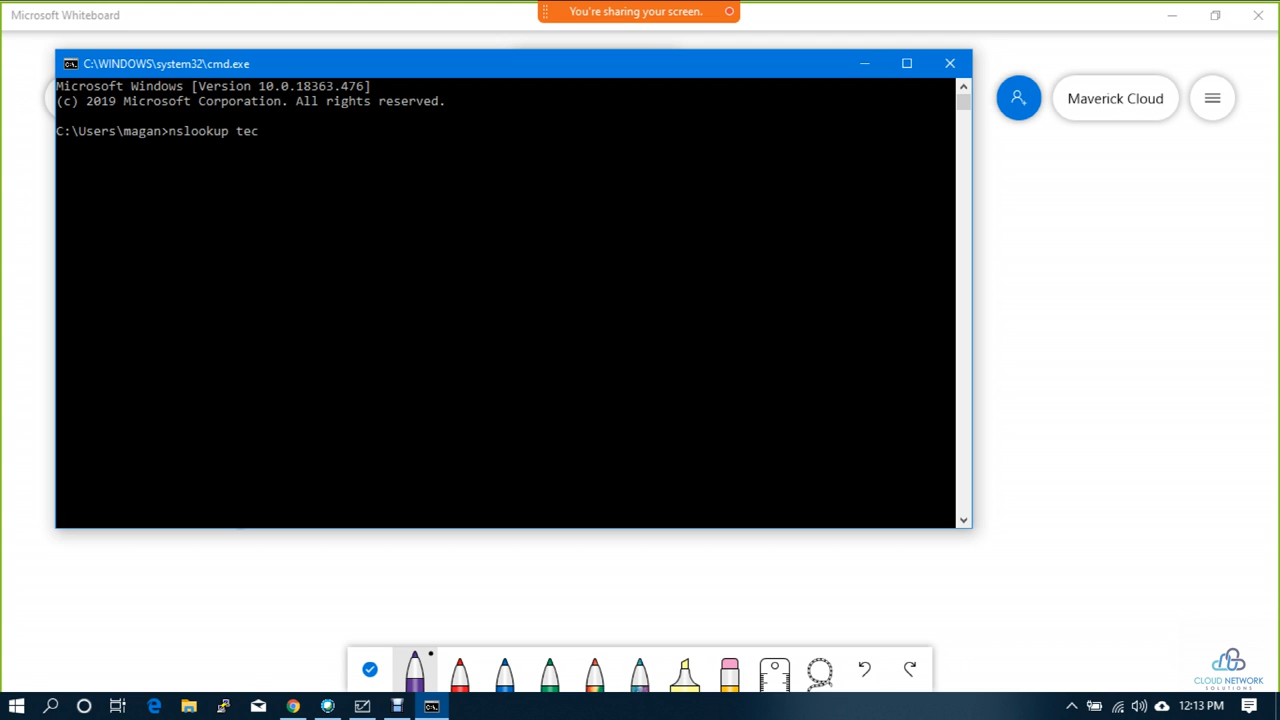 Microsoft Whiteboard
You're sharing your screen.
C:\WINDOWS\system32\cmd.exe
Microsoft Windows [Version 10.0.18363.476]
(c) 2019 Microsoft Corporation. All rights reserved.
C:\Users\magan>nslookup tec
Maverick Cloud
CLOUD NETWORK
SOLUTIONS
12:13 PM